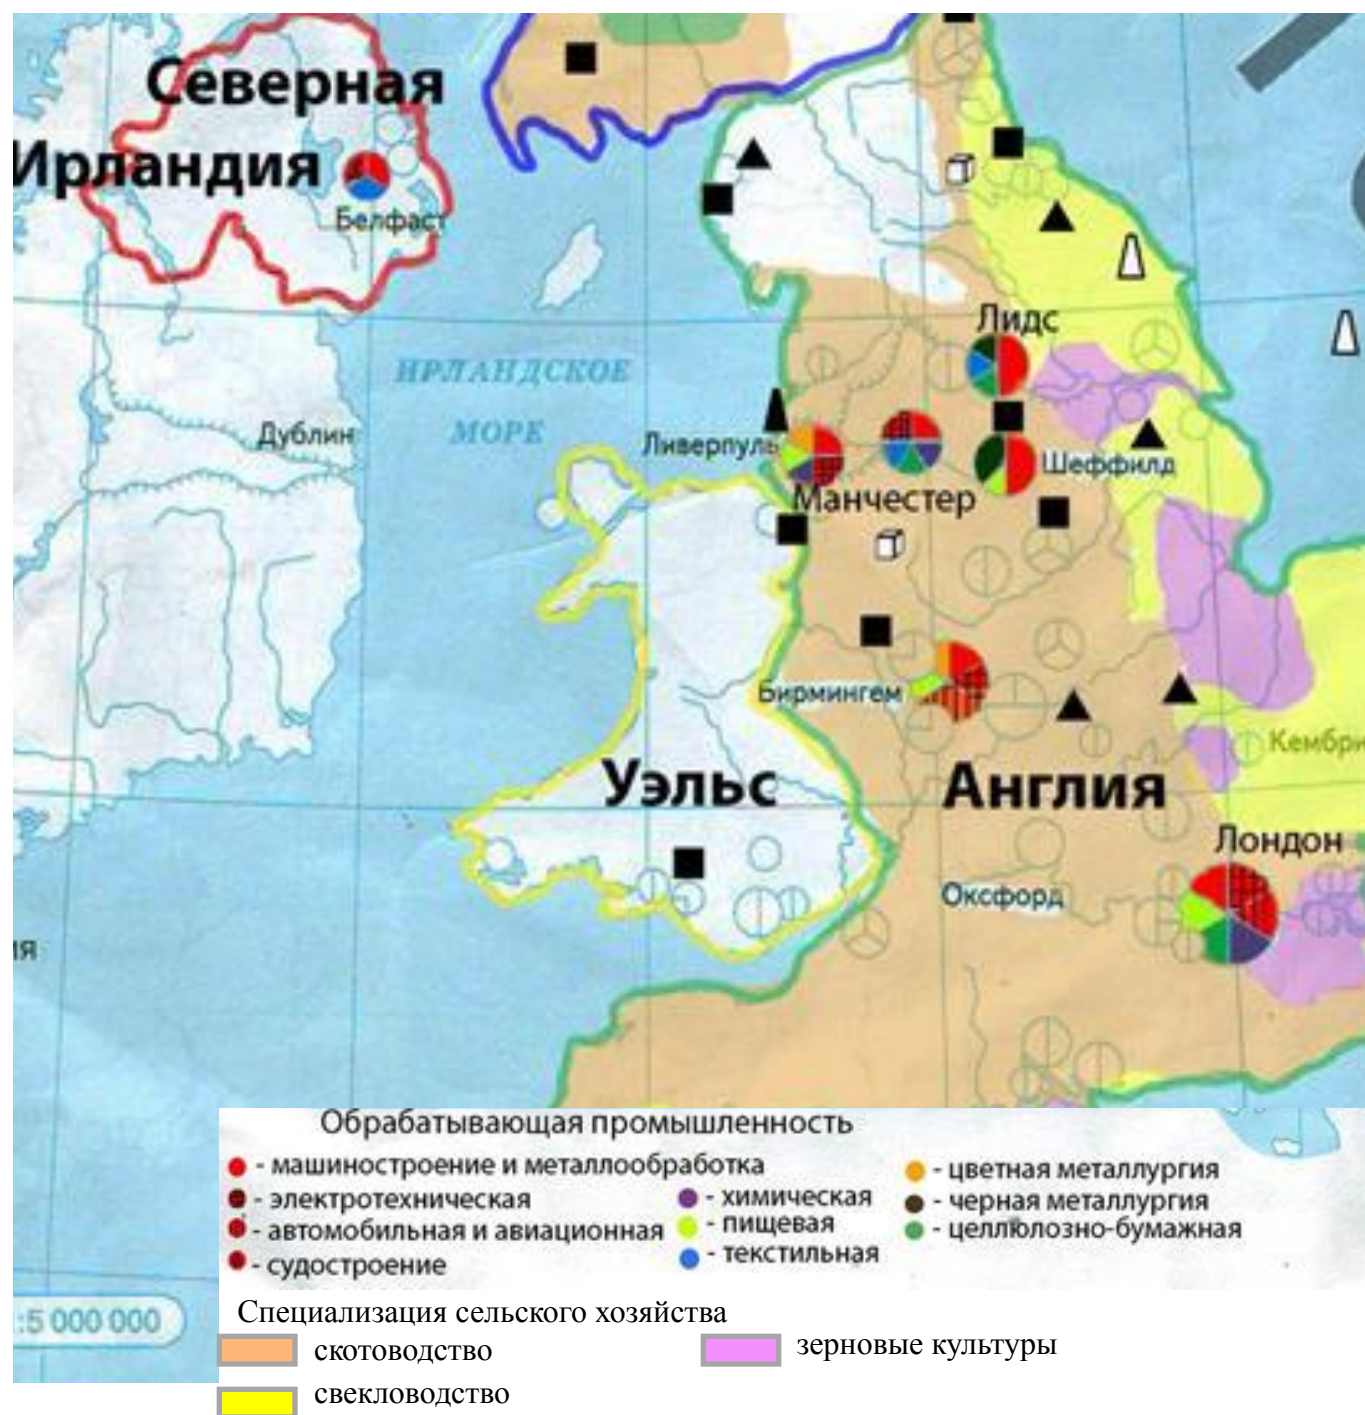 Северная
Ирландия
Белфаст
Лидс
ИРЛАНДСКОЕ
МОРЕ
Дублин
Ливерпуль
Шеффилд
Манчестер
Бирмингем
Кембри
Уэльс
Англия
Лондон
Оксфорд
ия
Обрабатывающая промышленность
- машиностроение и металлообработка
- электротехническая
- автомобильная и авиационная
- судостроение
- химическая
- пищевая
- текстильная
- цветная металлургия
- черная металлургия
- целлюлозно-бумажная
:5 000 000
Специализация сельского хозяйства
скотоводство
зерновые культуры
свекловодство